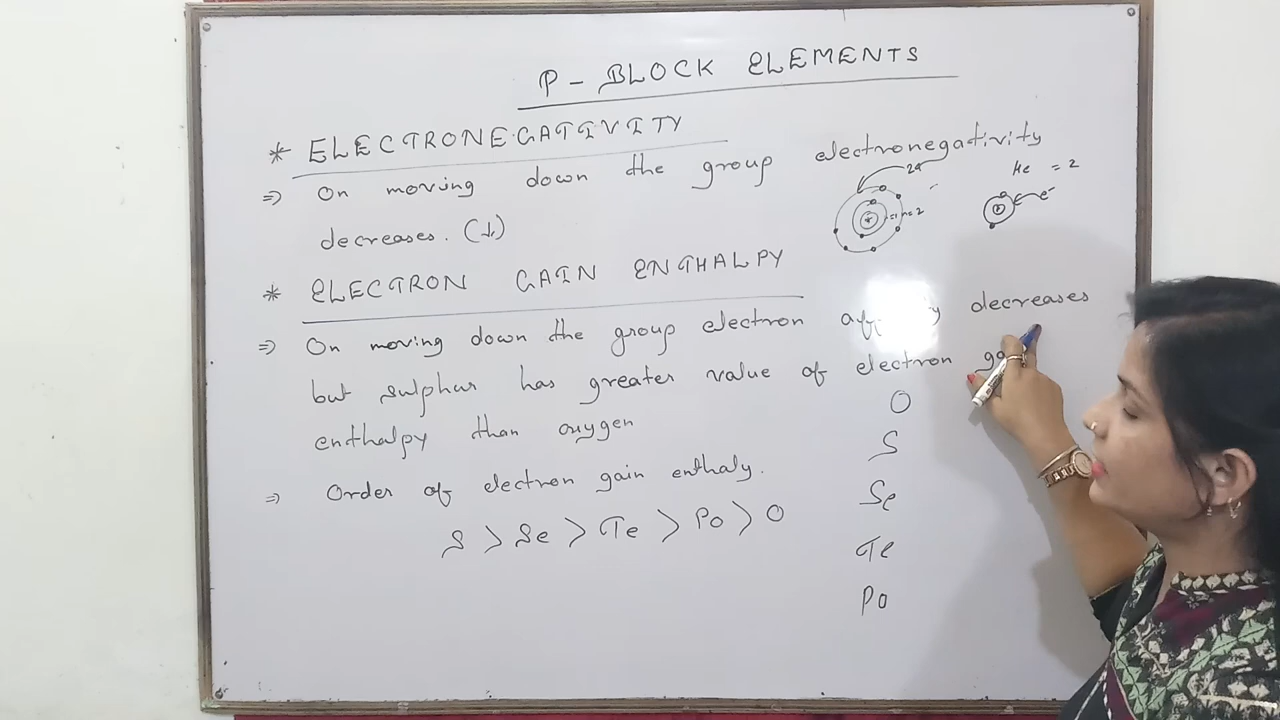 P - BLOCK ELEMENTS
* ELECTRONEGATIVITY
⇒ On moving down the group electronegativity
decreases. (↓)
He = 2
e⁻
n=2
* ELECTRON GAIN ENTHALPY
⇒ On moving down the group electron decreases
but sulphur has greater value of electron
enthalpy than oxygen
⇒ Order of electron gain enthaly.
S > Se > Te > Po > O
O
S
Se
Te
Po